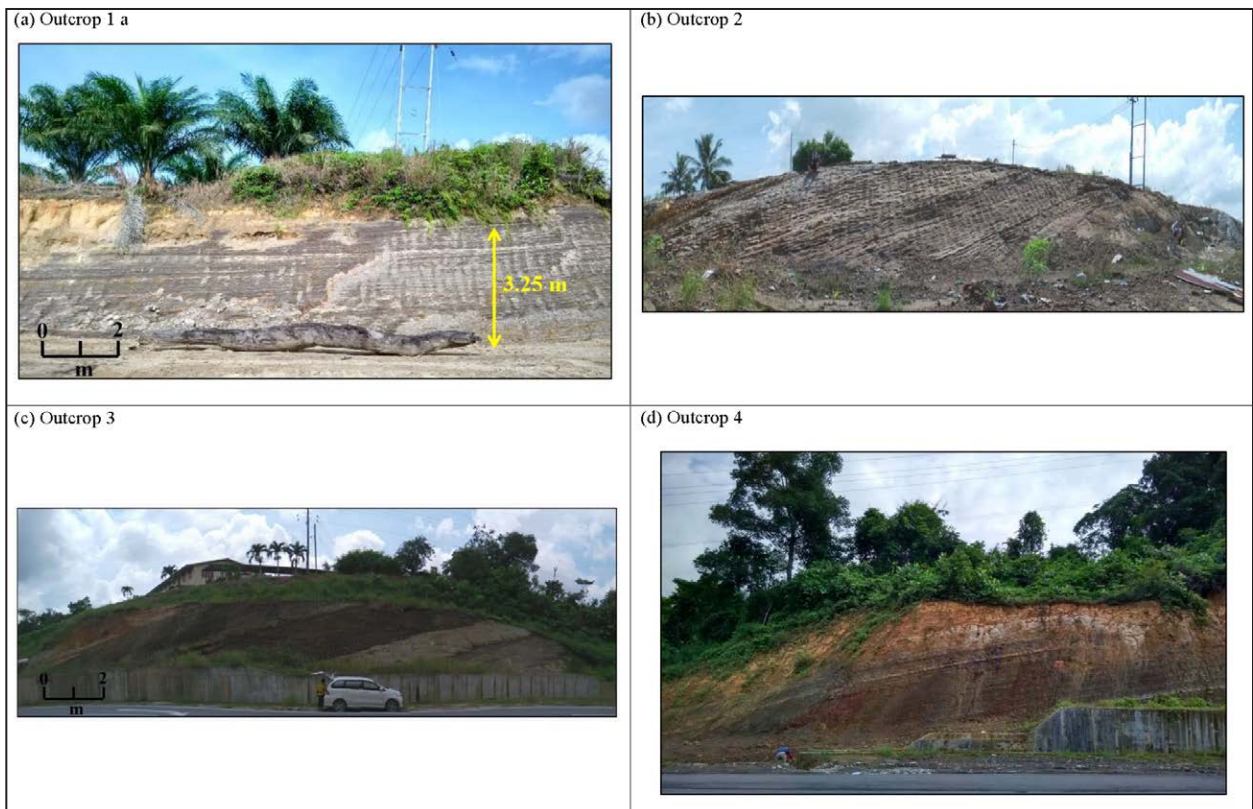 (a) Outcrop 1 a
(b) Outcrop 2
3.25 m
0 2
m
(c) Outcrop 3
(d) Outcrop 4
0 2
m